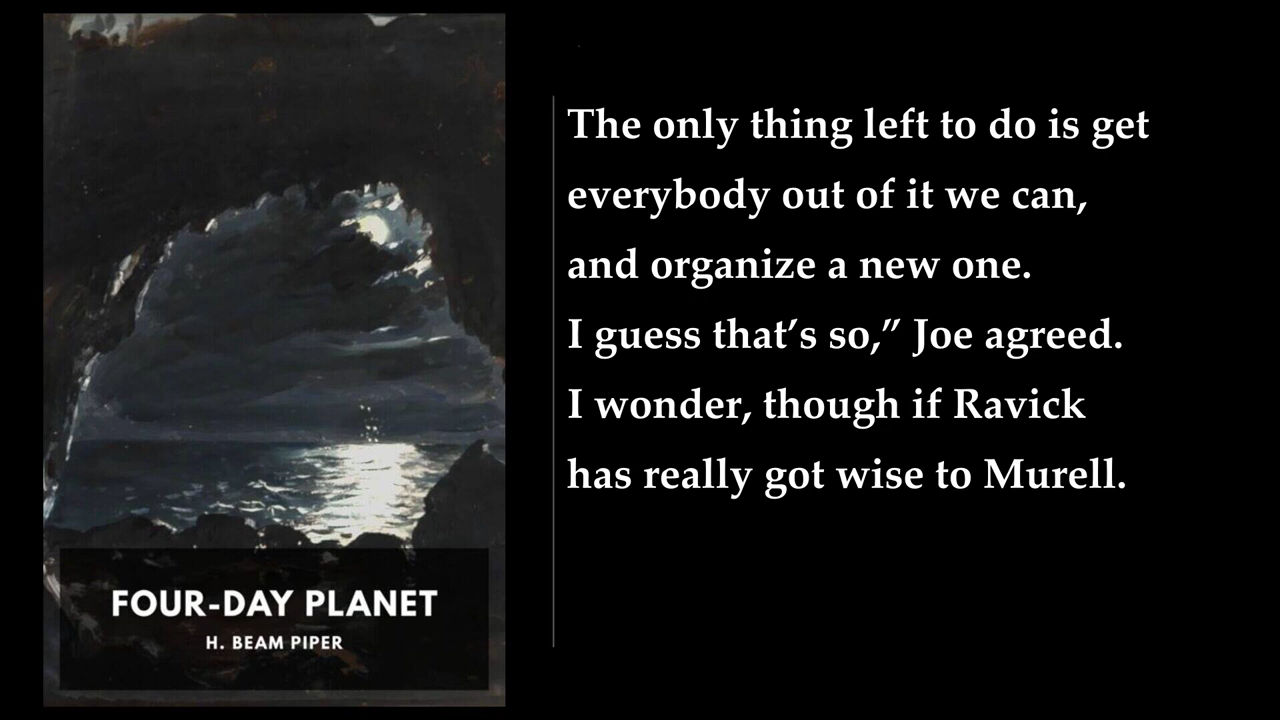 FOUR-DAY PLANET
H. BEAM PIPER
The only thing left to do is get
everybody out of it we can,
and organize a new one.
I guess that’s so,” Joe agreed.
I wonder, though if Ravick
has really got wise to Murell.